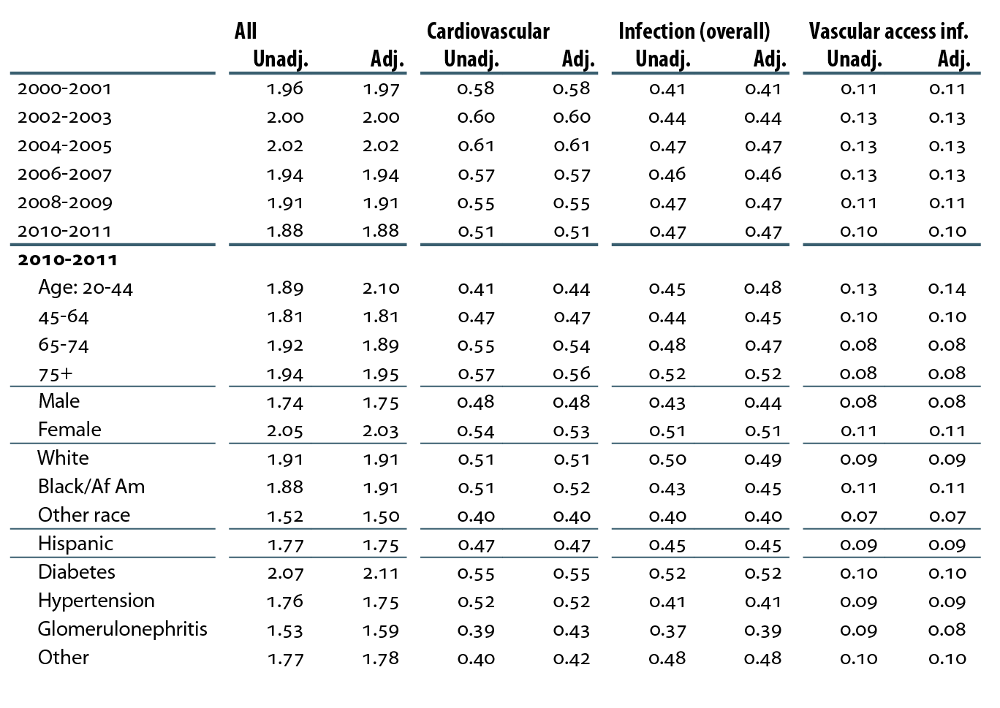 All Cardiovascular Infection (overall) Vascular access inf.
Unadj. Adj. Unadj. Adj. Unadj. Adj. Unadj. Adj.
2000-2001 1.96 1.97 0.58 0.58 0.41 0.41 0.11 0.11
2002-2003 2.00 2.00 0.60 0.60 0.44 0.44 0.13 0.13
2004-2005 2.02 2.02 0.61 0.61 0.47 0.47 0.13 0.13
2006-2007 1.94 1.94 0.57 0.57 0.46 0.46 0.13 0.13
2008-2009 1.91 1.91 0.55 0.55 0.47 0.47 0.11 0.11
2010-2011 1.88 1.88 0.51 0.51 0.47 0.47 0.10 0.10
2010-2011
Age: 20-44 1.89 2.10 0.41 0.44 0.45 0.48 0.13 0.14
45-64 1.81 1.81 0.47 0.47 0.44 0.45 0.10 0.10
65-74 1.92 1.89 0.55 0.54 0.48 0.47 0.08 0.08
75+ 1.94 1.95 0.57 0.56 0.52 0.52 0.08 0.08
Male 1.74 1.75 0.48 0.48 0.43 0.44 0.08 0.08
Female 2.05 2.03 0.54 0.53 0.51 0.51 0.11 0.11
White 1.91 1.91 0.51 0.51 0.50 0.49 0.09 0.09
Black/Af Am 1.88 1.91 0.51 0.52 0.43 0.45 0.11 0.11
Other race 1.52 1.50 0.40 0.40 0.40 0.40 0.07 0.07
Hispanic 1.77 1.75 0.47 0.47 0.45 0.45 0.09 0.09
Diabetes 2.07 2.11 0.55 0.55 0.52 0.52 0.10 0.10
Hypertension 1.76 1.75 0.52 0.52 0.41 0.41 0.09 0.09
Glomerulonephritis 1.53 1.59 0.39 0.43 0.37 0.39 0.09 0.08
Other 1.77 1.78 0.40 0.42 0.48 0.48 0.10 0.10